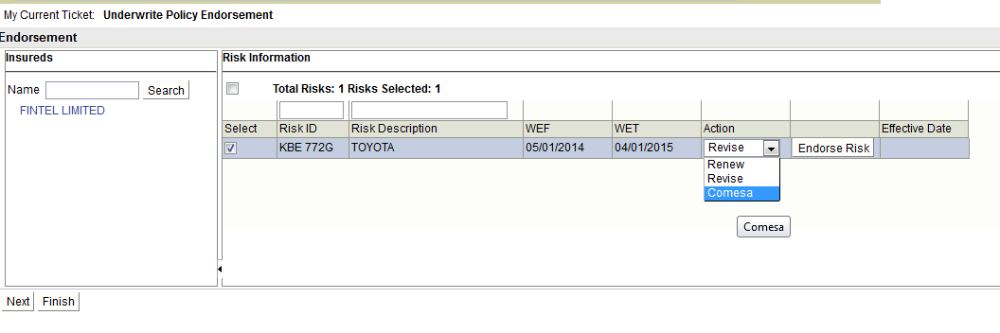 My Current Ticket: Underwrite Policy Endorsement
Endorsement
Insureds
Name Search
FINTEL LIMITED
Risk Information
Total Risks: 1 Risks Selected: 1
Select Risk ID Risk Description WEF WET Action Effective Date
KBE 772G TOYOTA 05/01/2014 04/01/2015 Revise Endorse Risk
Renew
Revise
Comesa
Comesa
Next Finish